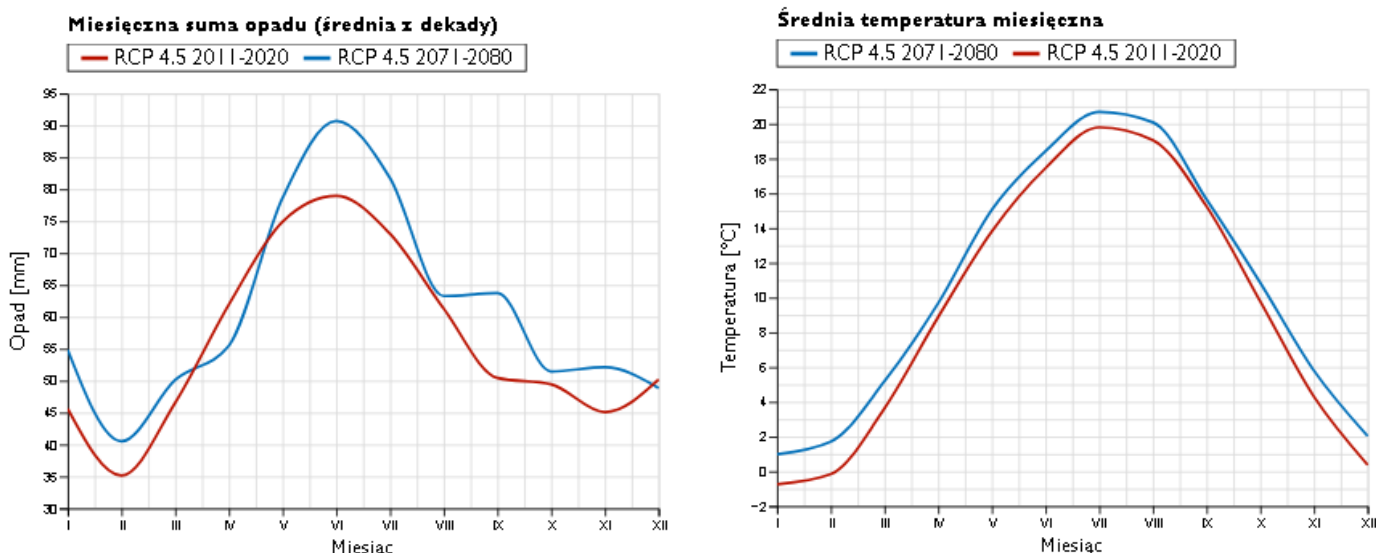 Miesięczna suma opadu (średnia z dekady)
RCP 4.5 2011-2020 RCP 4.5 2071-2080
95
90
85
80
75
70
65
60
55
50
45
40
35
30
Opad [mm]
I II III IV V VI VII VIII IX X XI XII
Miesiąc
Średnia temperatura miesięczna
RCP 4.5 2071-2080 RCP 4.5 2011-2020
22
20
18
16
14
12
10
8
6
4
2
0
-2
Temperatura [°C]
I II III IV V VI VII VIII IX X XI XII
Miesiąc